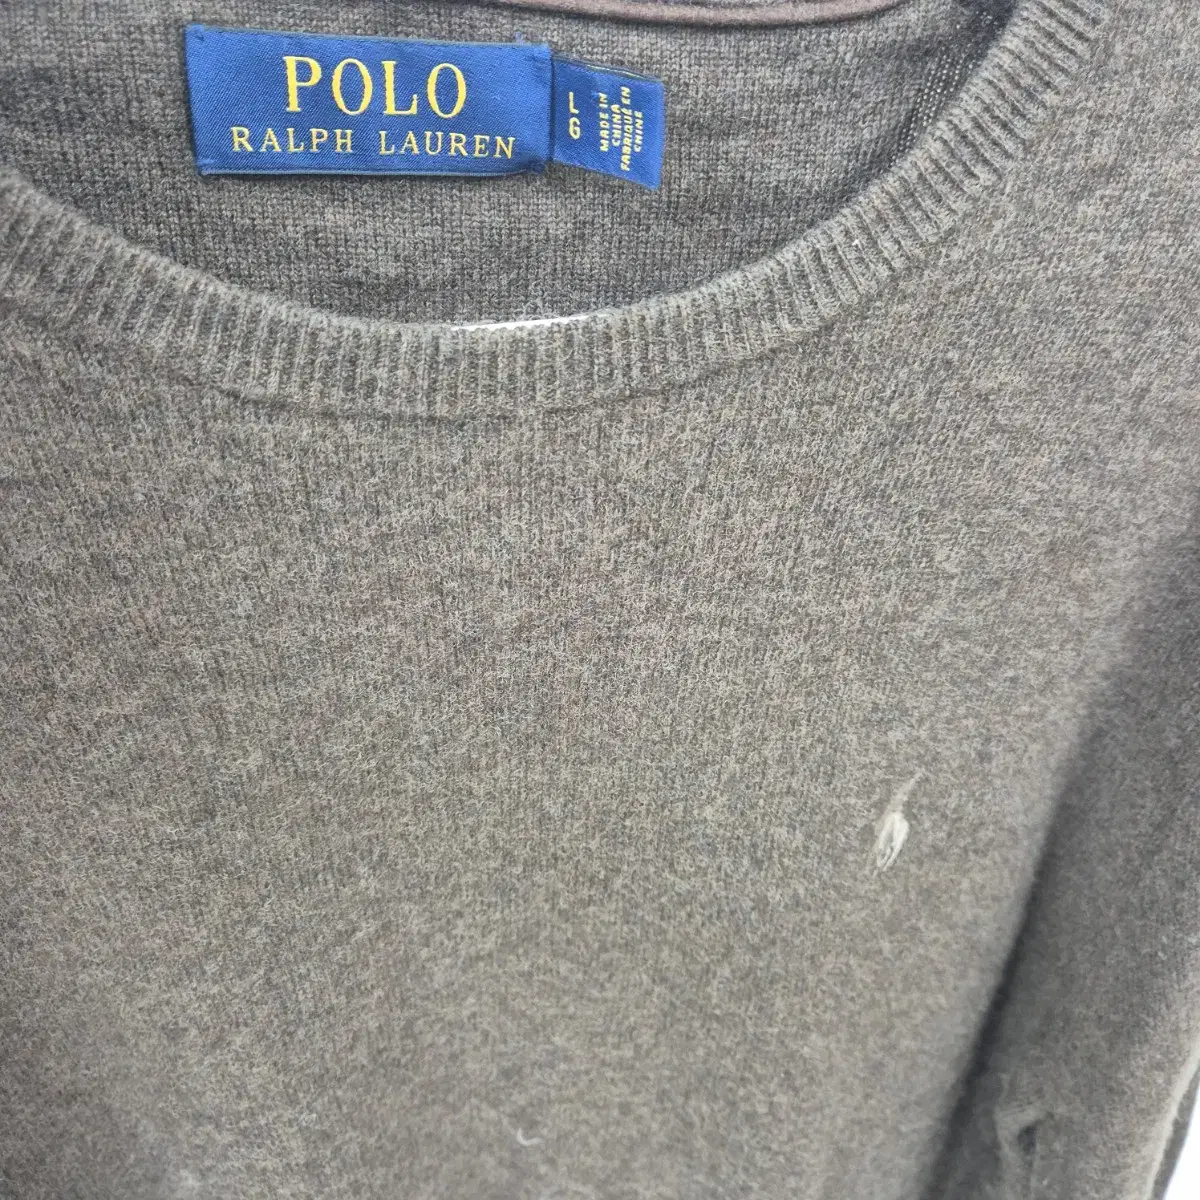 POLO
RALPH LAUREN
L
G
MADE IN
CHINA
FABRIQUÉ EN
CHINE